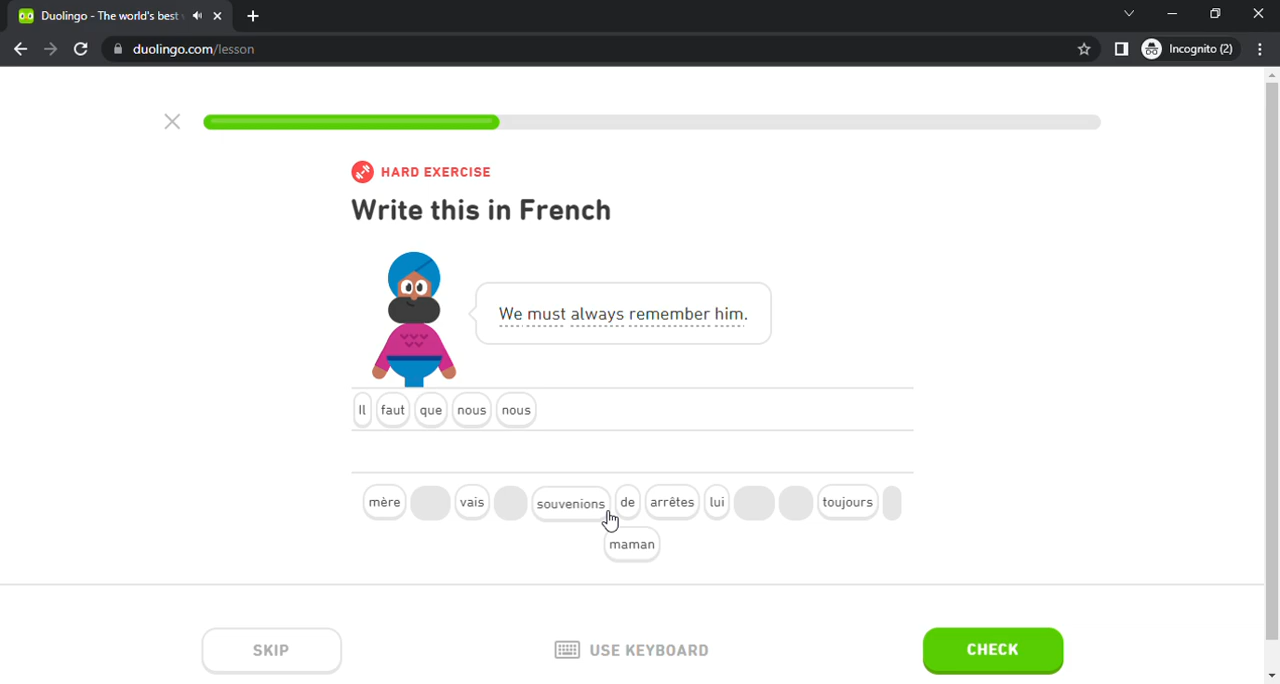 Duolingo - The world's best
duolingo.com/lesson
Incognito (2)
HARD EXERCISE
Write this in French
We must always remember him.
Il faut que nous nous
mère vais souvenions de arrêtes lui toujours
maman
SKIP USE KEYBOARD CHECK